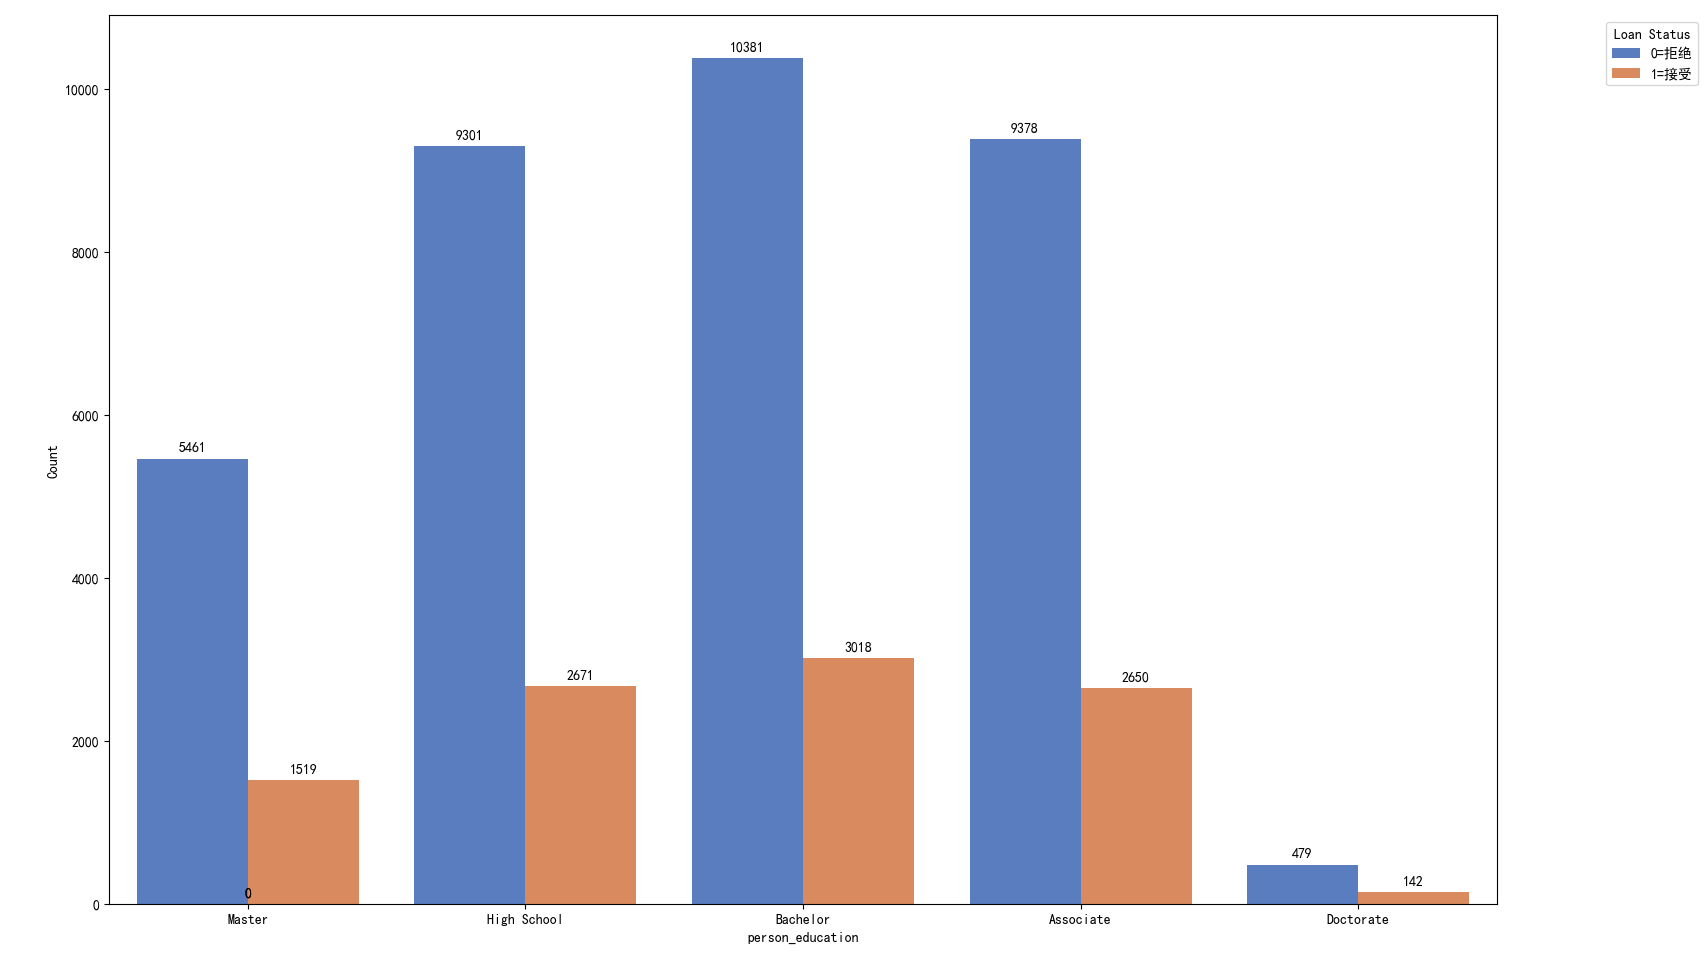 Loan Status
0=拒绝
1=接受
10381
10000
9301
9378
8000
6000
5461
Count
4000
3018
2671
2650
2000
1519
479
142
0
0
Master
High School
Bachelor
Associate
Doctorate
person_education